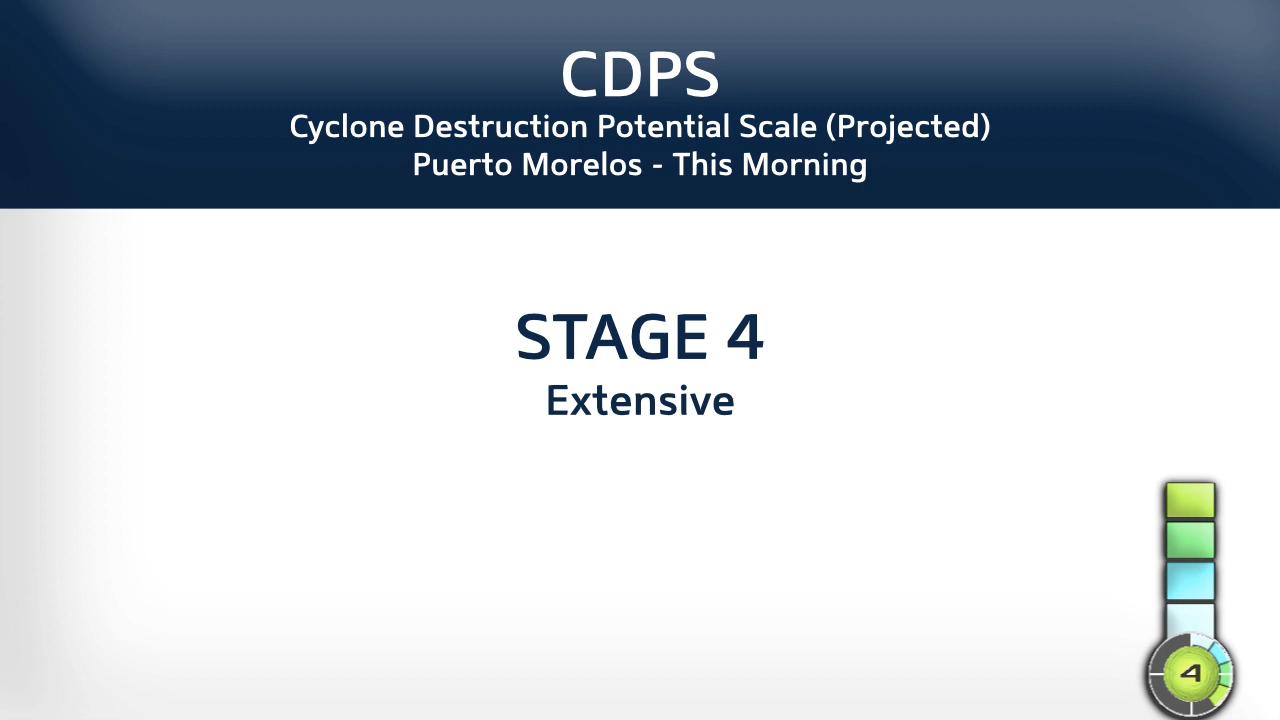 CDPS
Cyclone Destruction Potential Scale (Projected)
Puerto Morelos - This Morning
STAGE 4
Extensive
4